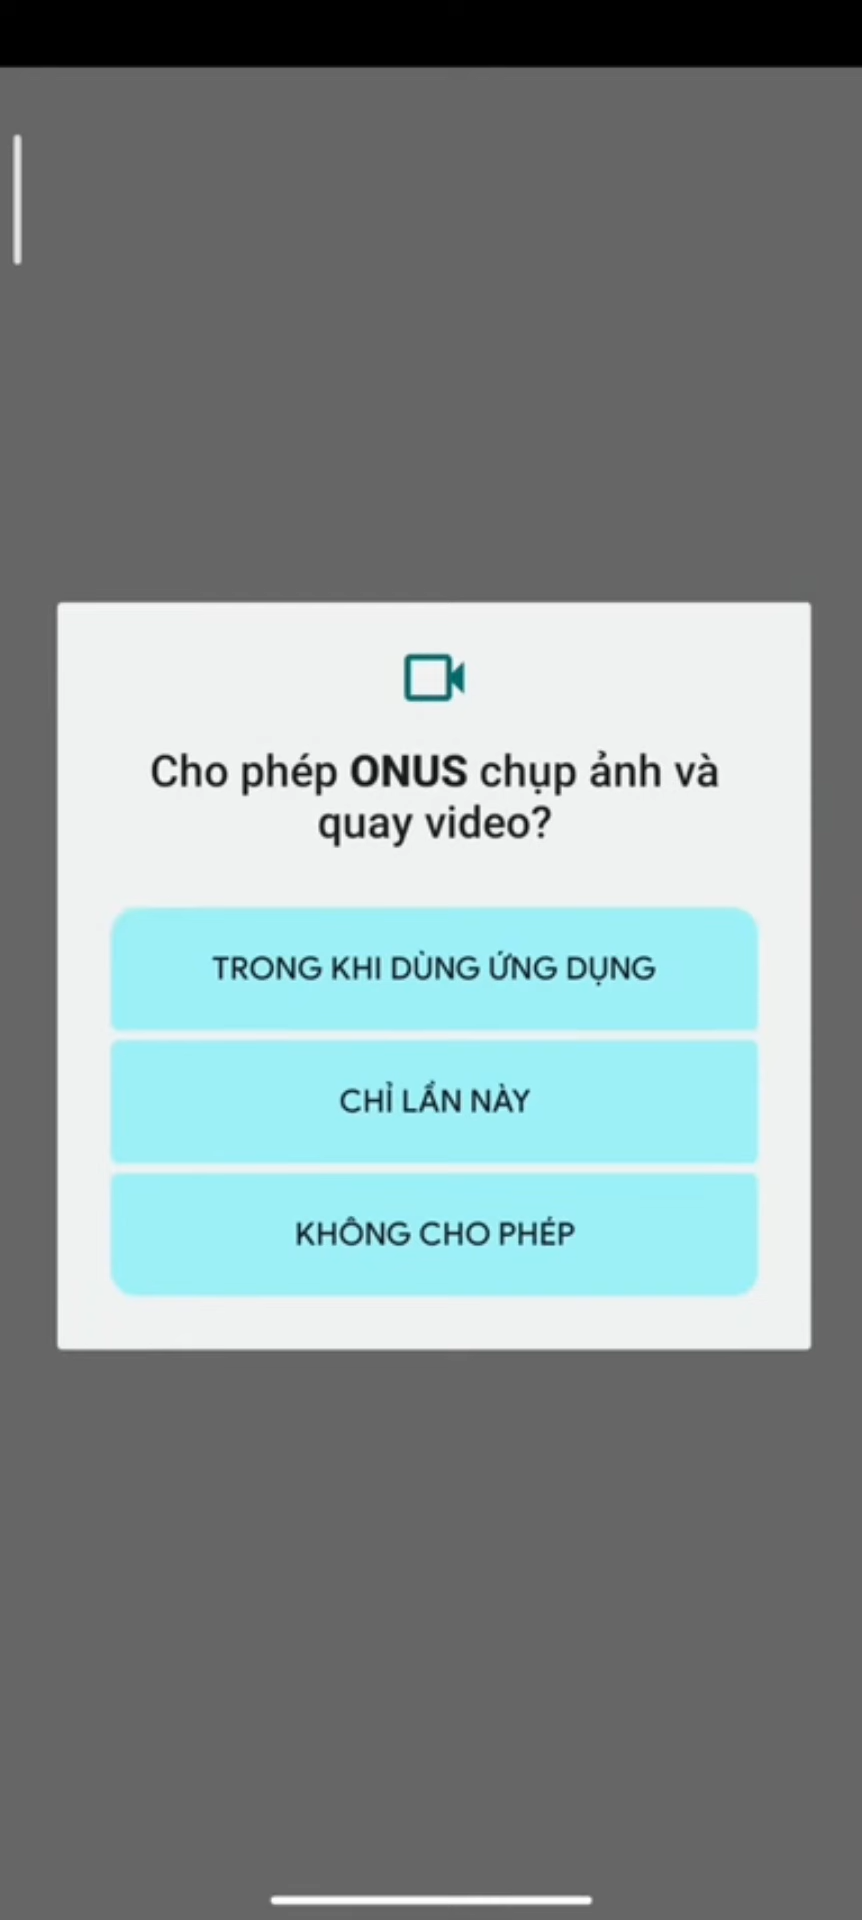 Cho phép ONUS chụp ảnh và
quay video?
TRONG KHI DÙNG ỨNG DỤNG
CHỈ LẦN NÀY
KHÔNG CHO PHÉP